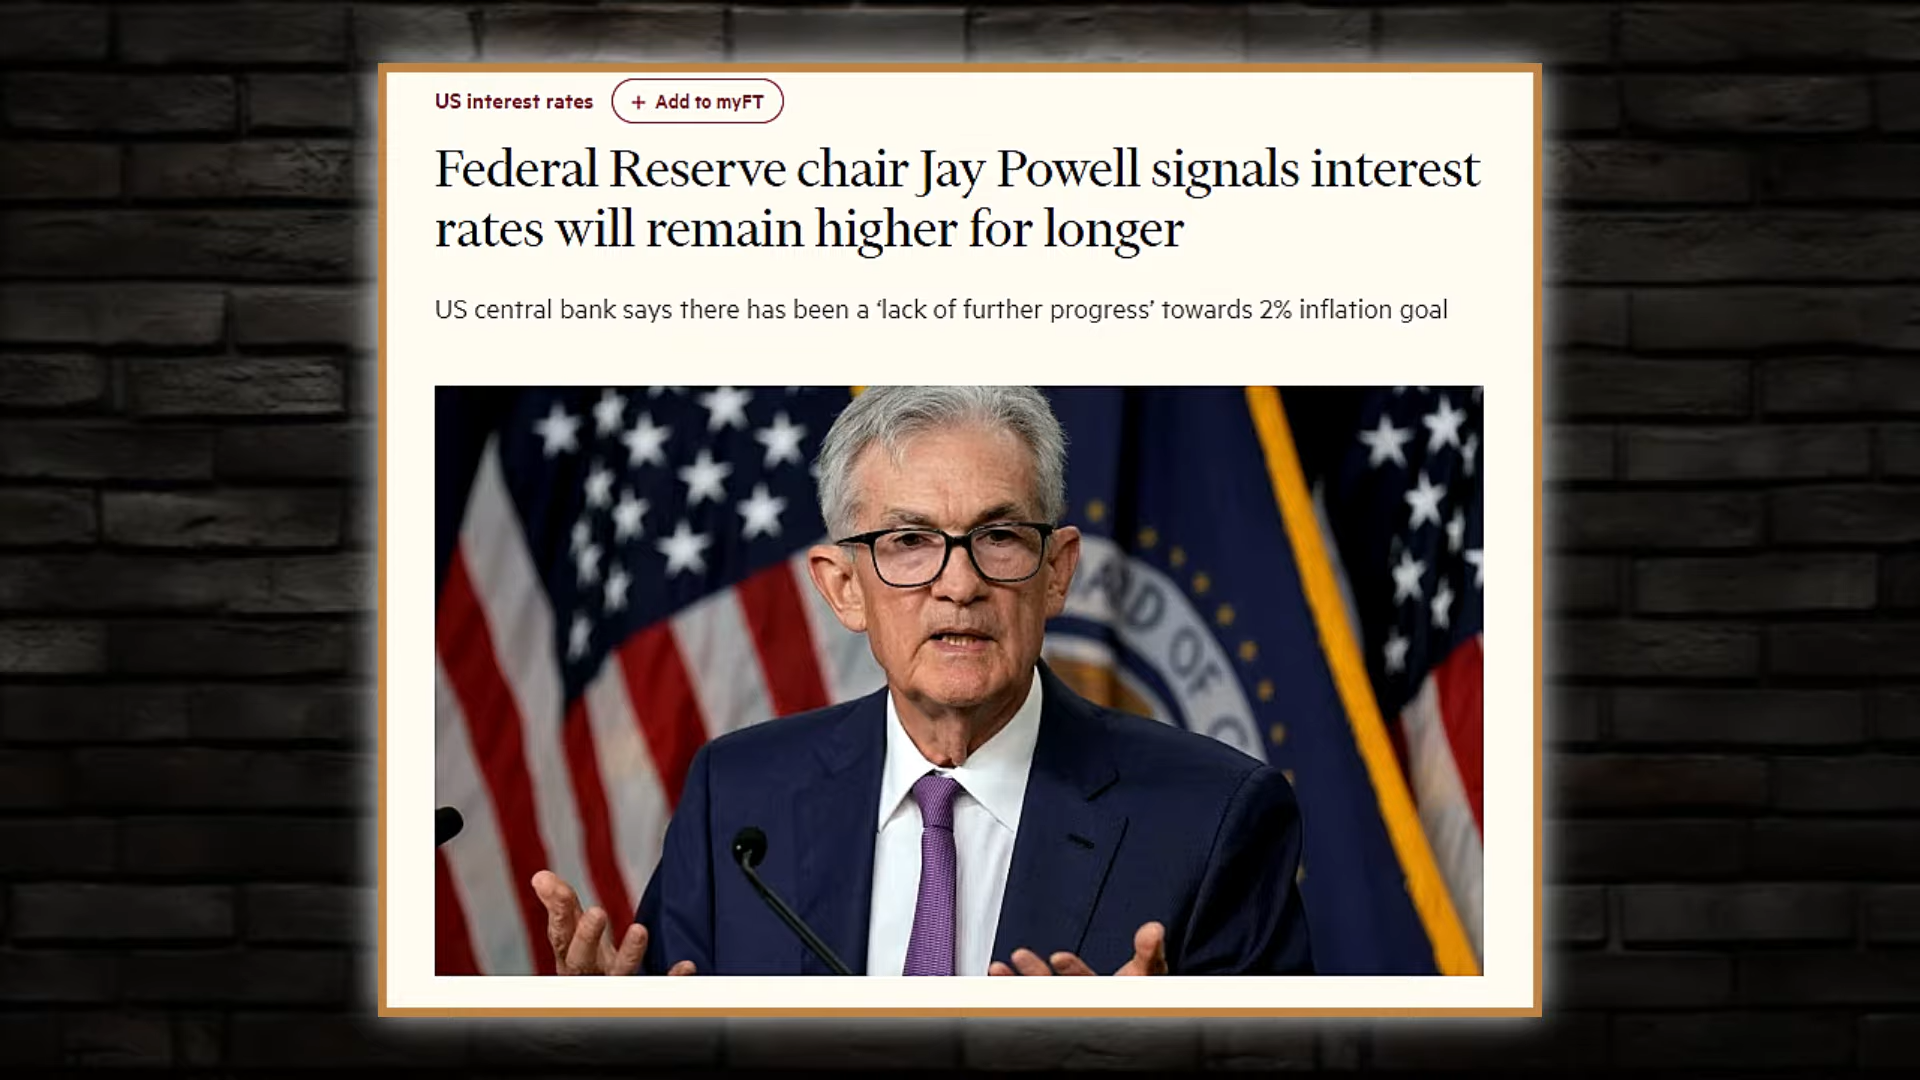 US interest rates
+ Add to myFT
Federal Reserve chair Jay Powell signals interest
rates will remain higher for longer
US central bank says there has been a ‘lack of further progress’ towards 2% inflation goal
OF